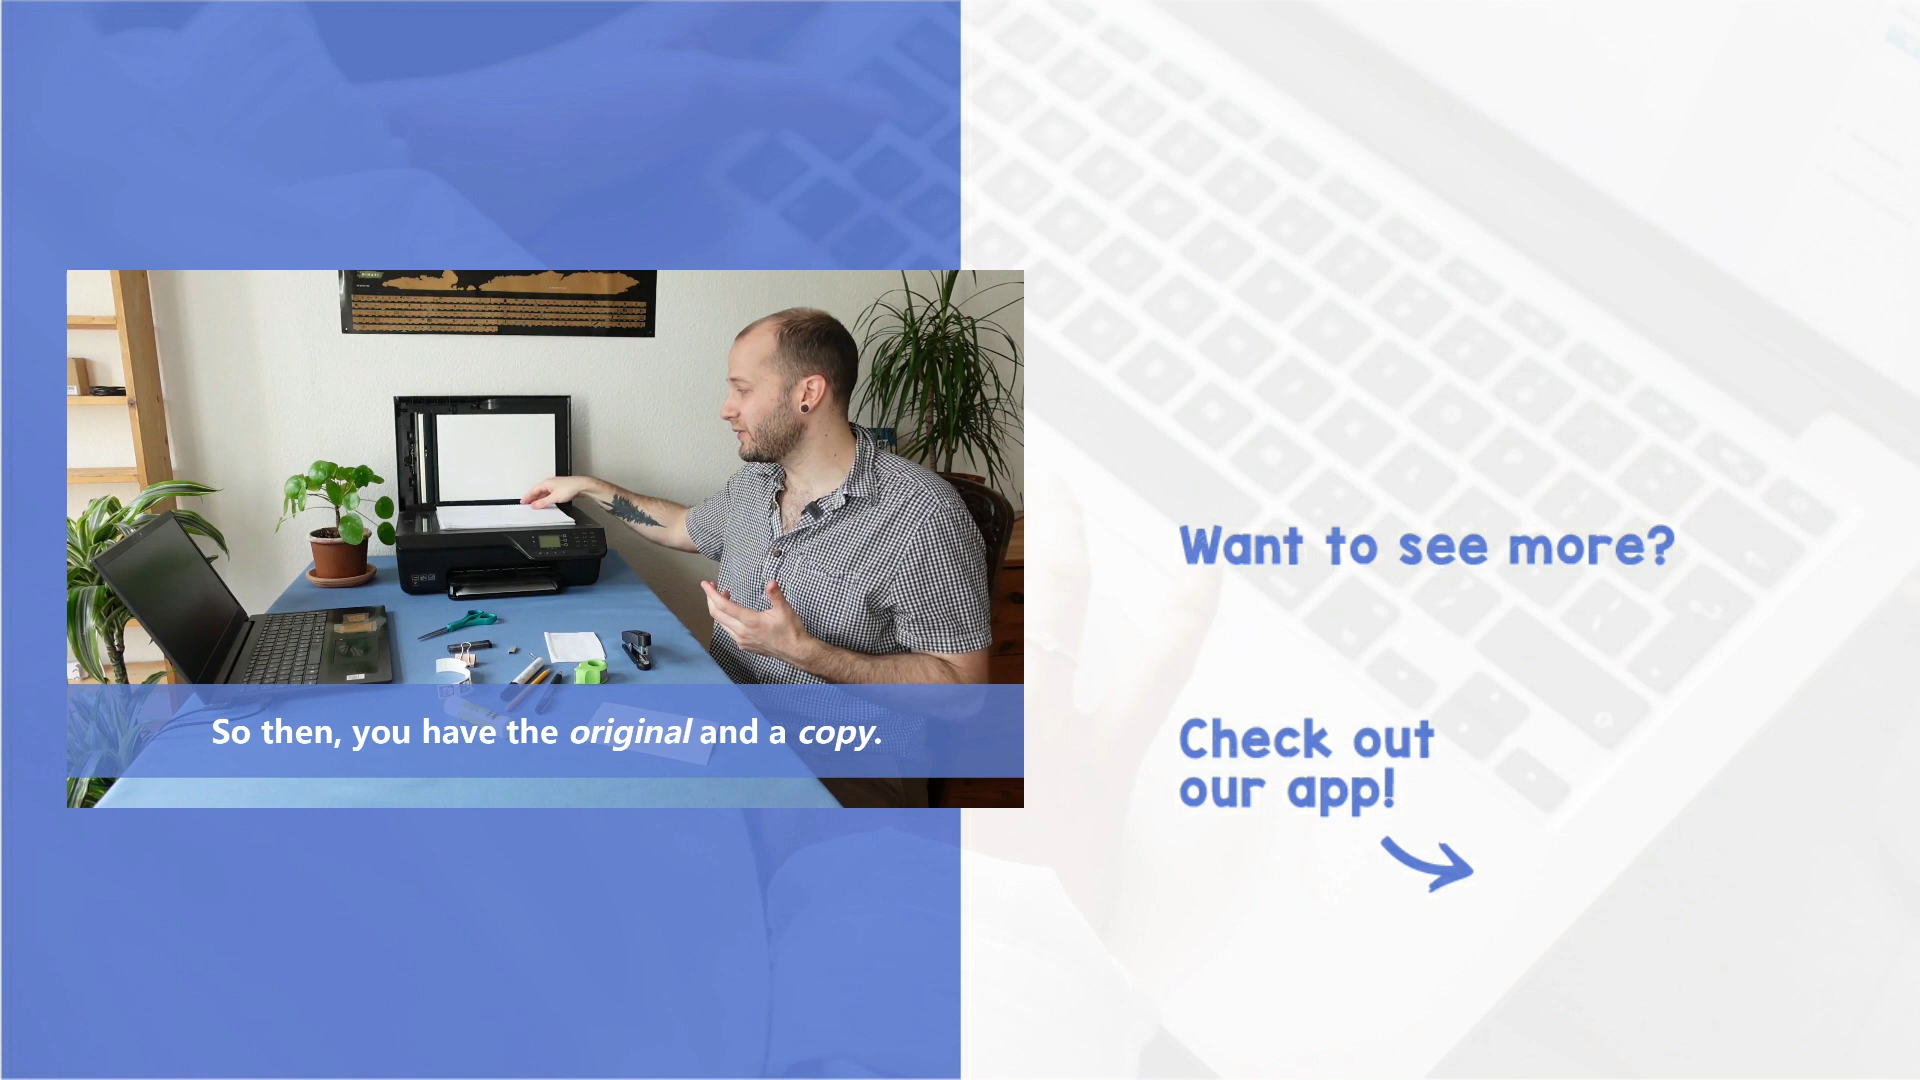 So then, you have the original and a copy.
Want to see more?
Check out
our app!